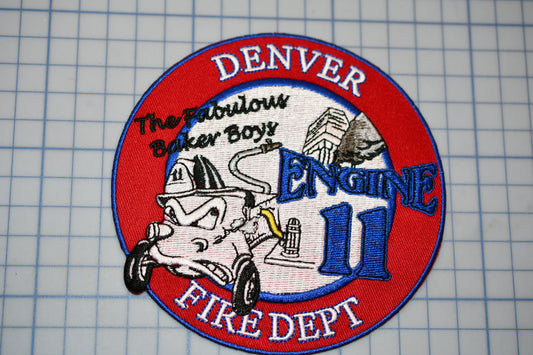 DENVER
The Fabulous
Baker Boys
ENGINE
11
11
FIRE DEPT